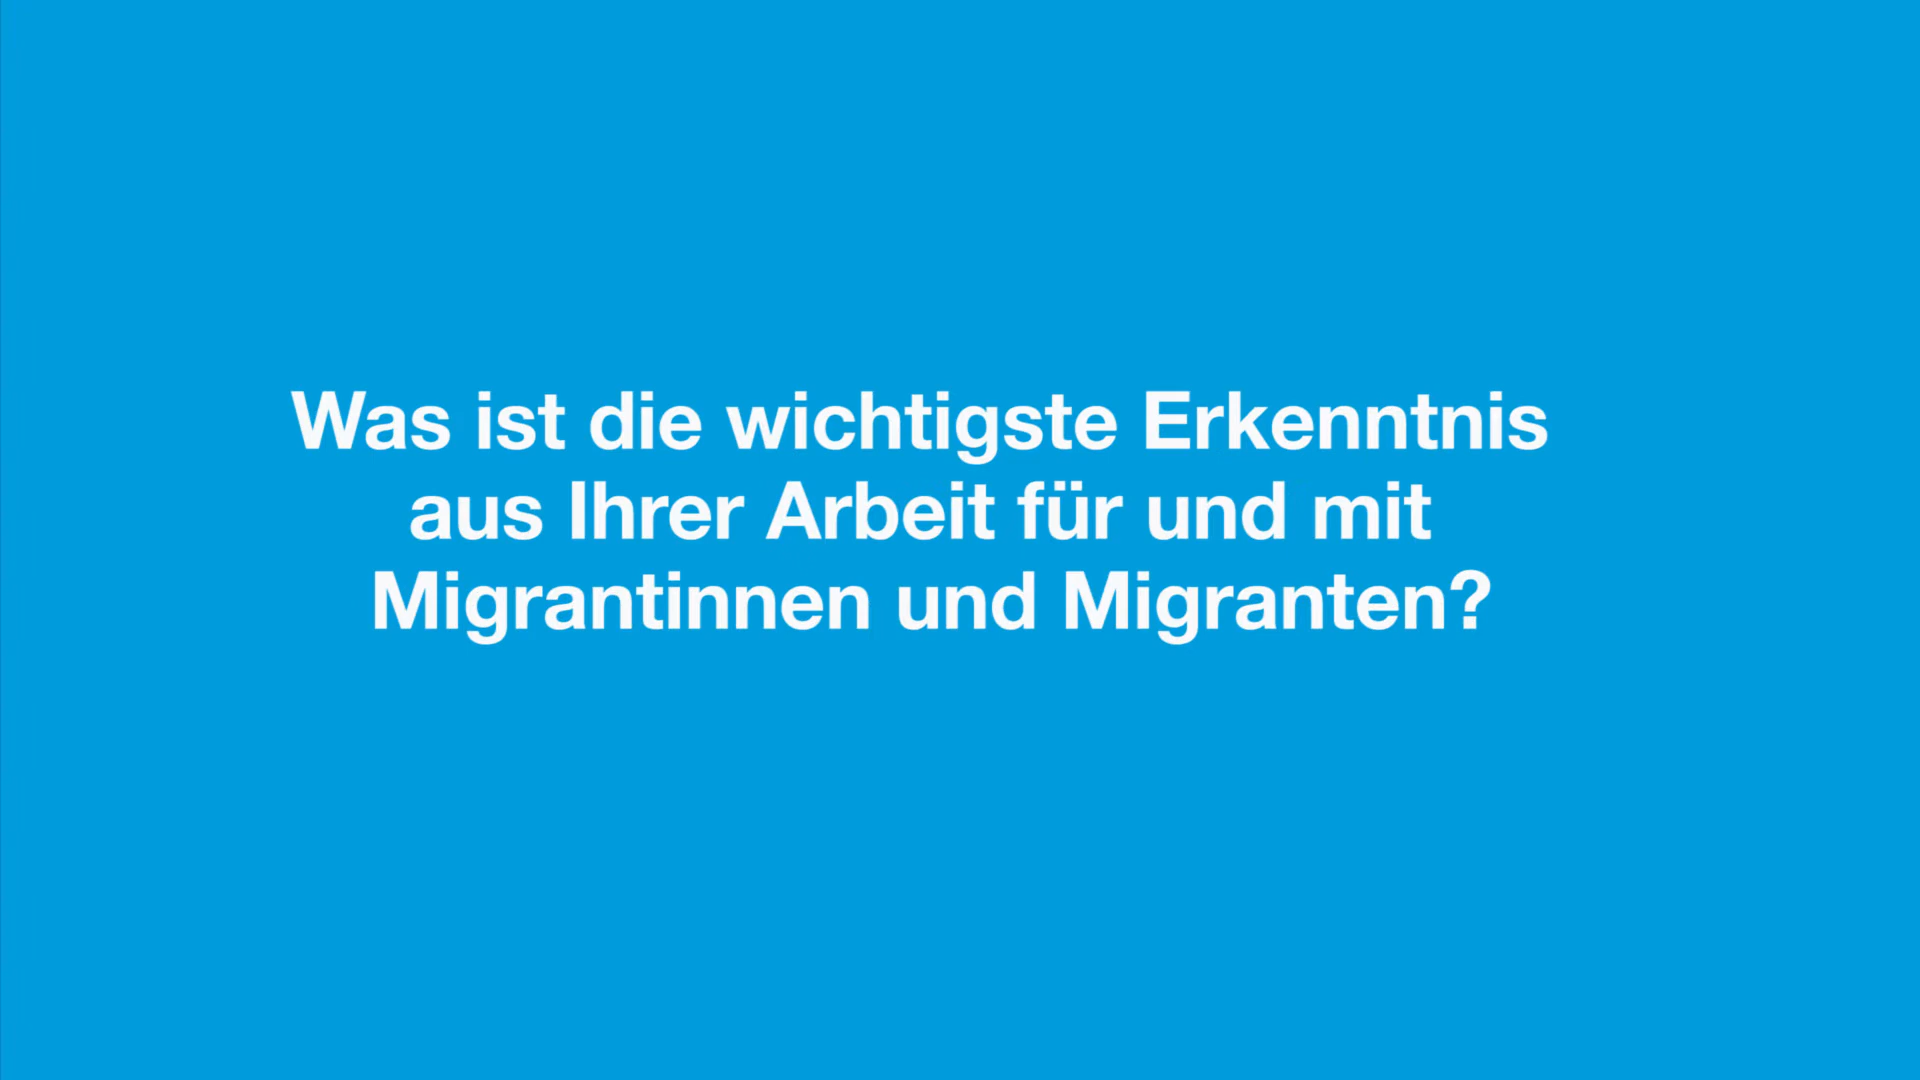 Was ist die wichtigste Erkenntnis
aus Ihrer Arbeit für und mit
Migrantinnen und Migranten?